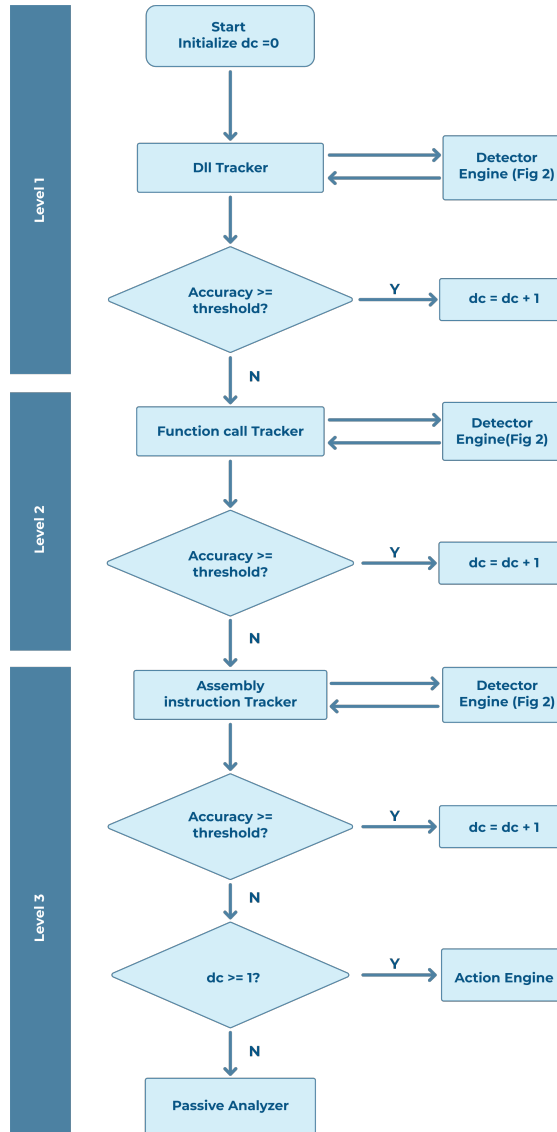 Start
Initialize dc =0
Level 1
Dll Tracker
Detector
Engine (Fig 2)
Accuracy >=
threshold?
Y
dc = dc + 1
N
Level 2
Function call Tracker
Detector
Engine(Fig 2)
Accuracy >=
threshold?
Y
dc = dc + 1
N
Level 3
Assembly
instruction Tracker
Detector
Engine (Fig 2)
Accuracy >=
threshold?
Y
dc = dc + 1
N
dc >= 1?
Y
Action Engine
N
Passive Analyzer